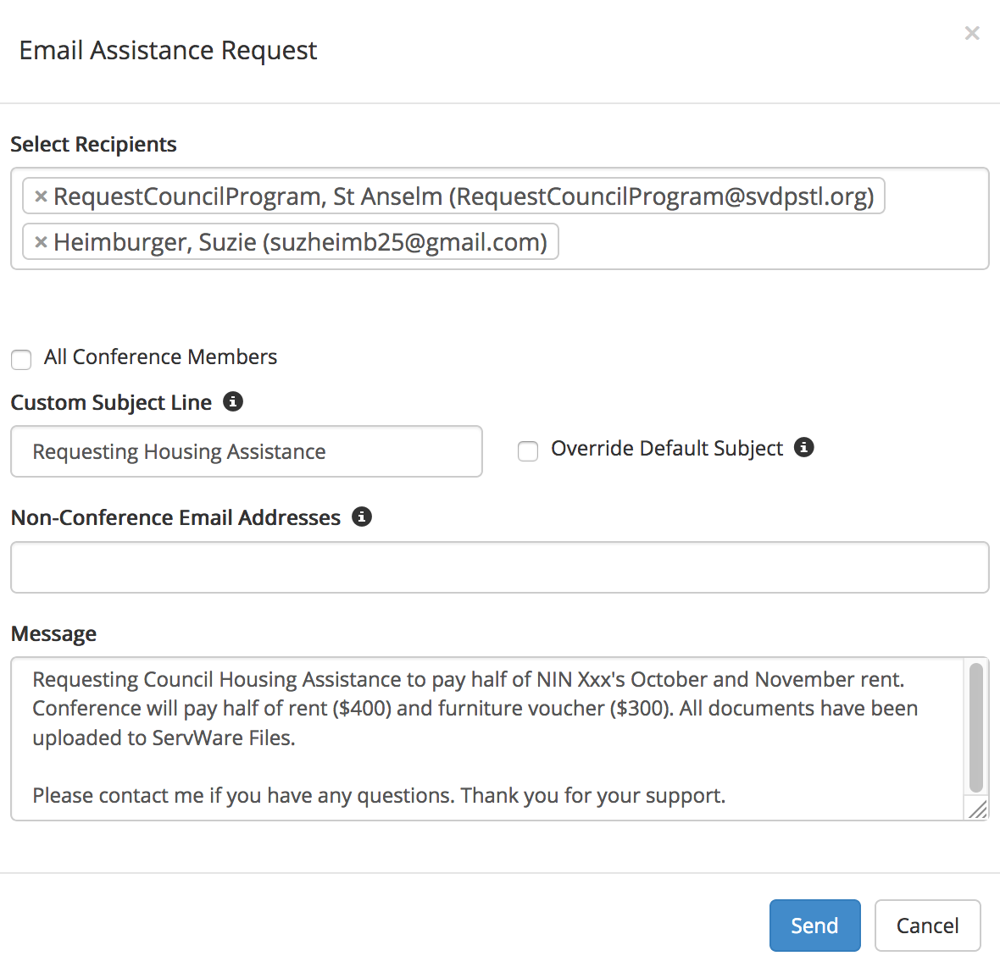 Email Assistance Request
×
Select Recipients
× RequestCouncilProgram, St Anselm (RequestCouncilProgram@svdpstl.org)
× Heimburger, Suzie (suzheimb25@gmail.com)
All Conference Members
Custom Subject Line
Requesting Housing Assistance
Override Default Subject
Non-Conference Email Addresses
Message
Requesting Council Housing Assistance to pay half of NIN Xxx's October and November rent.
Conference will pay half of rent ($400) and furniture voucher ($300). All documents have been
uploaded to ServWare Files.
Please contact me if you have any questions. Thank you for your support.
Send
Cancel